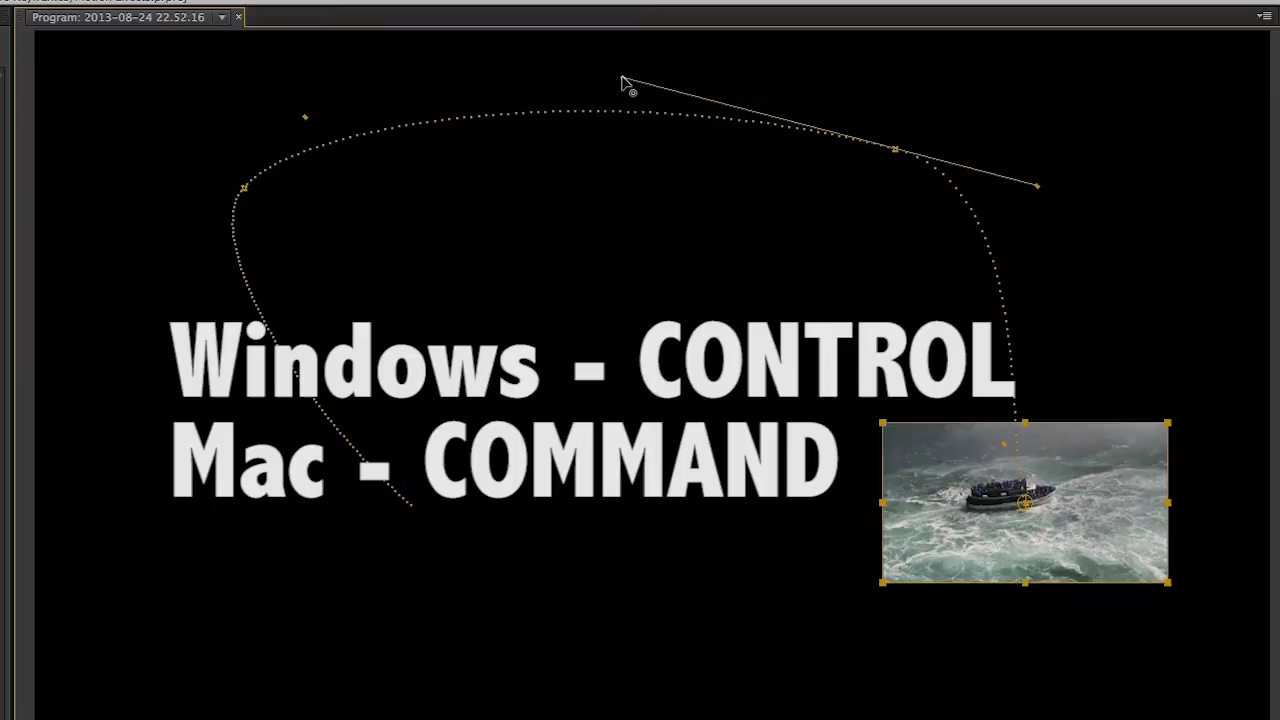 Program: 2013-08-24 22.52.16
Windows - CONTROL
Mac - COMMAND